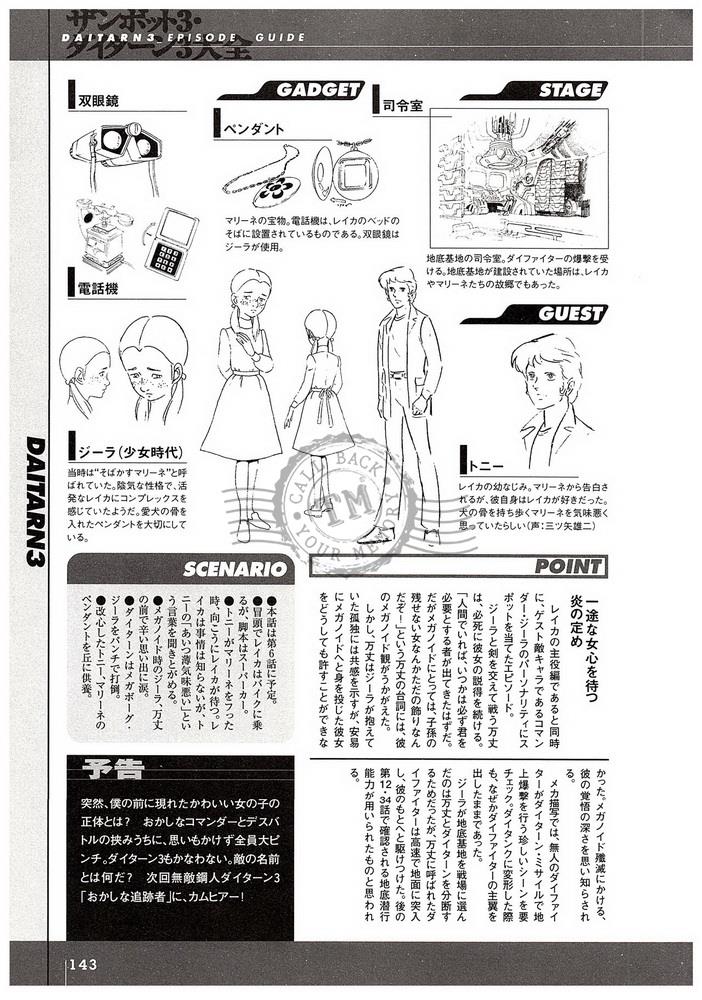 ザンボット3・
ダイターン3大全
DAITARN3 EPISODE GUIDE
双眼鏡
電話機
GADGET
ペンダント
マリーネの宝物。電話機は、レイカのベッドの
そばに設置されているものである。双眼鏡は
ジーラが使用。
STAGE
司令室
地底基地の司令室。ダイファイターの爆撃を受
ける。地底基地が建設されていた場所は、レイカ
やマリーネたちの故郷でもあった。
GUEST
トニー
レイカの幼なじみ。マリーネから告白さ
れるが、彼自身はレイカが好きだった。
犬の骨を持ち歩くマリーネを気味悪く
思っていたらしい（声：三ツ矢雄二）
ジーラ（少女時代）
当時は“そばかすマリーネ”と呼
ばれていた。陰気な性格で、活
発なレイカにコンプレックスを
感じていたようだ。愛犬の骨を
入れたペンダントを大切にして
いる。
CALL BACK
TM
YOUR MEMORY
DAITARN3
POINT
一途な女心を待つ
炎の定め
レイカの主役編であると同時
に、ゲスト敵キャラであるコマン
ダー・ジーラのパーソナリティにス
ポットを当てたエピソード。
ジーラと剣を交えて戦う万丈
は、必死に彼女の説得を続ける。
「人間でいれば、いつかは必ず君を
必要とする者が出てきたはずだ。
だがメガノイドにとっては、子孫の
残せない女なんかただの飾りなん
だぞ！」という万丈の台詞には、彼
のメガノイド観がうかがえた。
しかし、万丈はジーラが抱えて
いた孤独には共感を示すが、安易
にメガノイドへと身を投じた彼女
をどうしても許すことができな
かった。メガノイド殲滅にかける、
彼の覚悟の深さを思い知らされ
る。
メカ描写では、無人のダイファイ
ターがダイターン・ミサイルで地
上爆撃を行う珍しいシーンを要
チェック。ダイタンクに変形した際
も、なぜかダイファイターの主翼を
出したままであった。
ジーラが地底基地を戦場に選ん
だのは万丈とダイターンを分断す
るためだったが、万丈に呼ばれたダ
イファイターは高速で地面に突入
し、彼のもとへと駆けつけた。後の
第12・34話で確認される地底潜行
能力が用いられたものと思われ
る。
SCENARIO
●本話は第6話に予定。
●冒頭でレイカはバイクに乗
るが、脚本はスーパーカー。
●トニーがマリーネをフった
時、向こうにレイカが待つ。レ
イカは事情は知らないが、ト
ニーの「あいつ薄気味悪い」とい
う言葉を聞きとがめる。
●メガノイド時のジーラ、万丈
の前で辛い思い出に涙。
●ダイターンはメガボーグ・
ジーラをパンチで打倒。
●改心したトニー、マリーネの
ペンダントを丘に供養。
予告
突然、僕の前に現れたかわいい女の子の
正体とは？　おかしなコマンダーとデスバ
トルの挟みうちに、思いもかけず全員大ピ
ンチ。ダイターン3もかなわない。敵の名前
とは何だ？　次回無敵鋼人ダイターン3
「おかしな追跡者」に、カムヒアー！
143